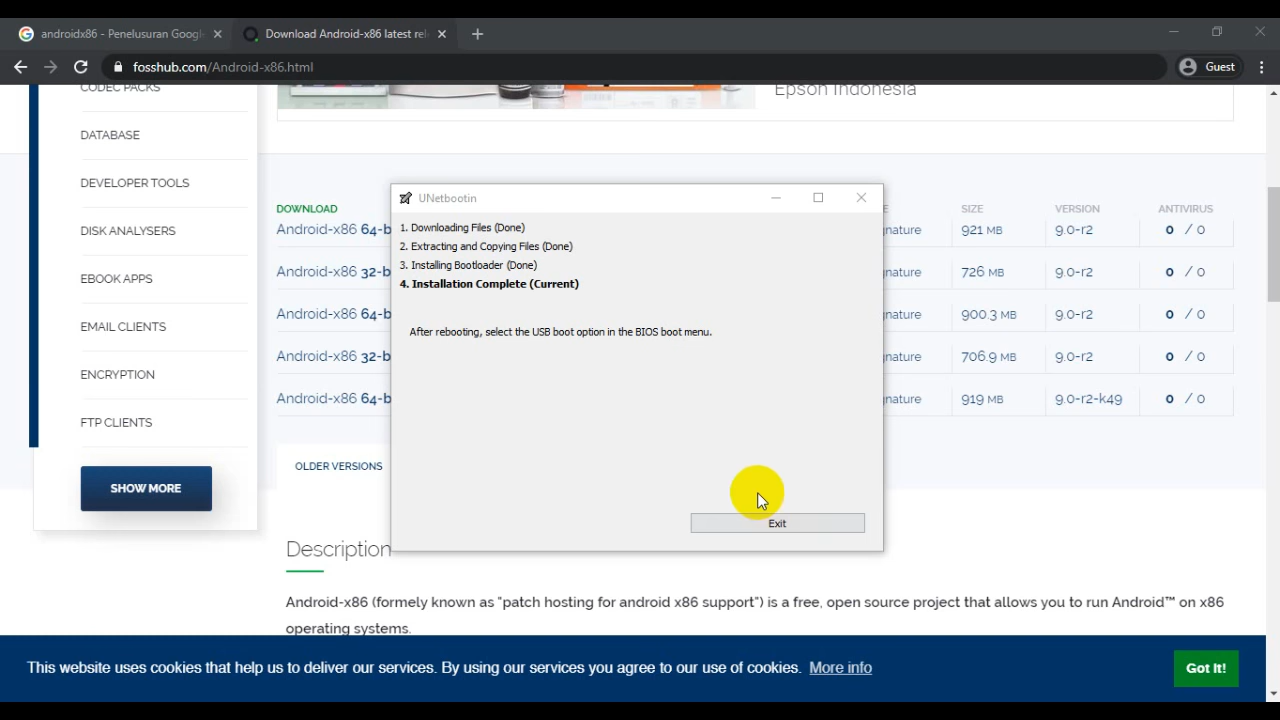 androidx86 - Penelusuran Google
Download Android-x86 latest rel
fosshub.com/Android-x86.html
Guest
CODEC PACKS
DATABASE
DEVELOPER TOOLS
DISK ANALYSERS
EBOOK APPS
EMAIL CLIENTS
ENCRYPTION
FTP CLIENTS
SHOW MORE
Epson Indonesia
DOWNLOAD
SIZE
VERSION
ANTIVIRUS
Android-x86 64-b
nature
921 MB
9.0-r2
0 / 0
Android-x86 32-b
nature
726 MB
9.0-r2
0 / 0
Android-x86 64-b
nature
900.3 MB
9.0-r2
0 / 0
Android-x86 32-b
nature
706.9 MB
9.0-r2
0 / 0
Android-x86 64-b
nature
919 MB
9.0-r2-k49
0 / 0
UNetbootin
1. Downloading Files (Done)
2. Extracting and Copying Files (Done)
3. Installing Bootloader (Done)
4. Installation Complete (Current)
After rebooting, select the USB boot option in the BIOS boot menu.
Exit
OLDER VERSIONS
Description
Android-x86 (formely known as “patch hosting for android x86 support”) is a free, open source project that allows you to run Android™ on x86
operating systems.
This website uses cookies that help us to deliver our services. By using our services you agree to our use of cookies. More info
Got It!